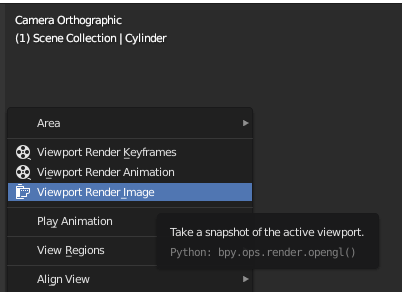 Camera Orthographic
(1) Scene Collection | Cylinder
Area
Viewport Render Keyframes
Viewport Render Animation
Viewport Render Image
Play Animation
Take a snapshot of the active viewport.
View Regions
Python: bpy.ops.render.opengl()
Align View